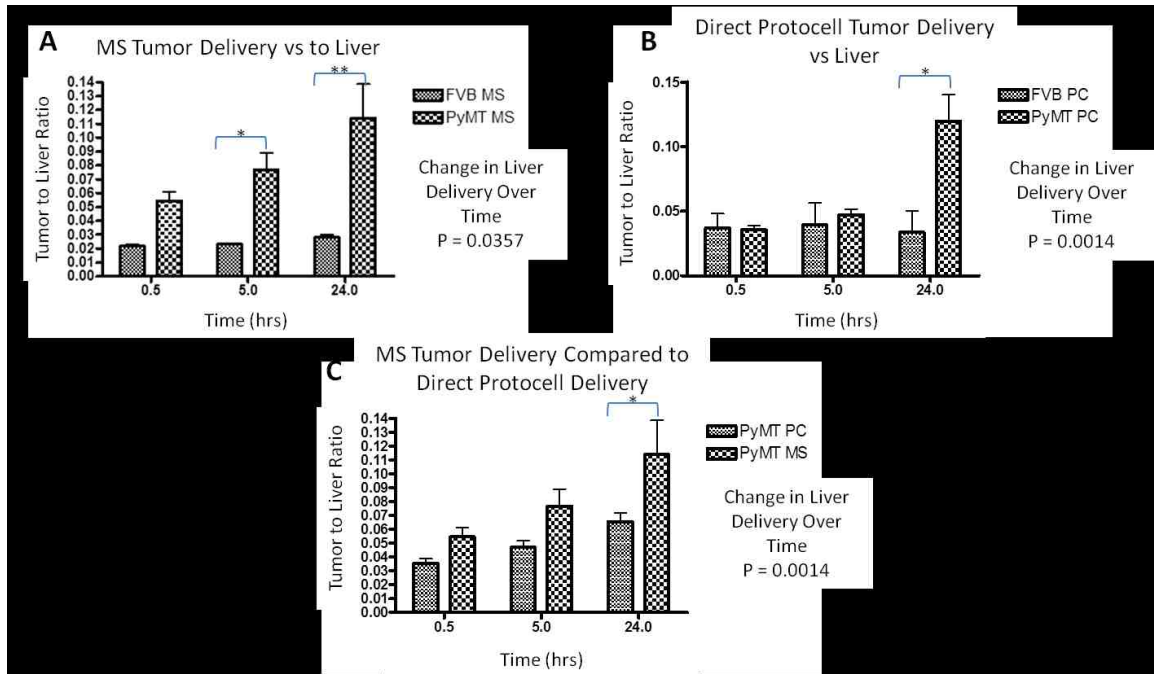 A
MS Tumor Delivery vs to Liver
**
*
0.14
0.13
0.12
0.11
0.10
0.09
0.08
0.07
0.06
0.05
0.04
0.03
0.02
0.01
0.00
Tumor to Liver Ratio
0.5 5.0 24.0
Time (hrs)
FVB MS
PyMT MS
Change in Liver
Delivery Over
Time
P = 0.0357
B
Direct Protocell Tumor Delivery
vs Liver
*
0.15
0.10
0.05
0.00
Tumor to Liver Ratio
0.5 5.0 24.0
Time (hrs)
FVB PC
PyMT PC
Change in Liver
Delivery Over
Time
P = 0.0014
C
MS Tumor Delivery Compared to
Direct Protocell Delivery
*
0.14
0.13
0.12
0.11
0.10
0.09
0.08
0.07
0.06
0.05
0.04
0.03
0.02
0.01
0.00
Tumor to Liver Ratio
0.5 5.0 24.0
Time (hrs)
PyMT PC
PyMT MS
Change in Liver
Delivery Over
Time
P = 0.0014